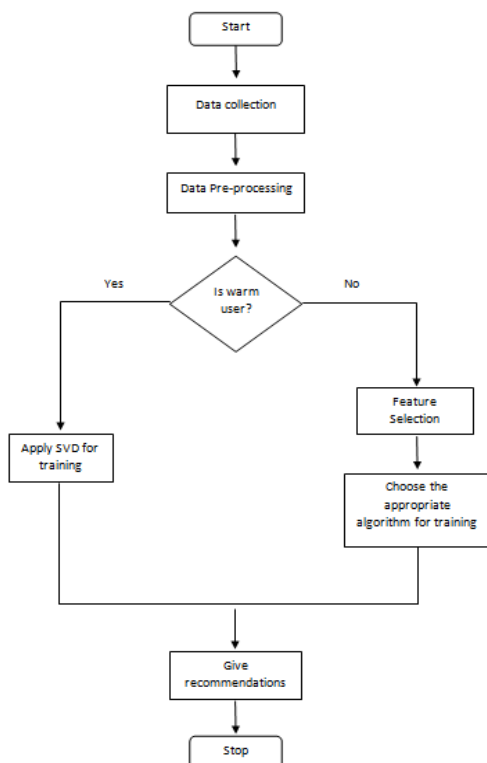 Start
Data collection
Data Pre-processing
Is warm
user?
Yes
No
Apply SVD for
training
Feature
Selection
Choose the
appropriate
algorithm for training
Give
recommendations
Stop